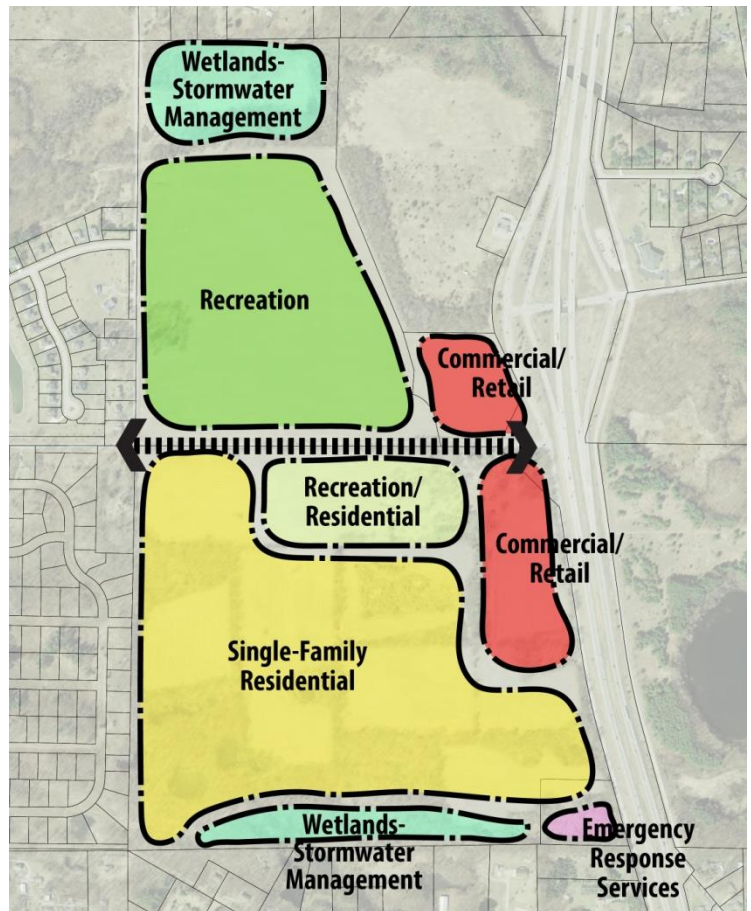 Wetlands-
Stormwater
Management
Recreation
Commercial/
Retail
Recreation/
Residential
Commercial/
Retail
Single-Family
Residential
Wetlands-
Stormwater
Management
Emergency
Response
Services